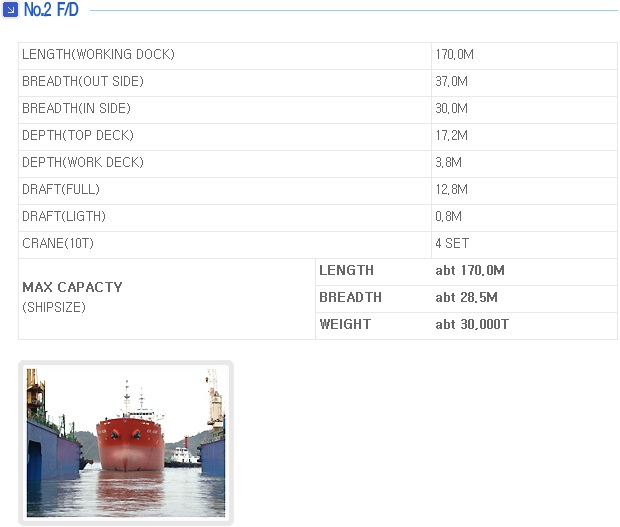 No.2 F/D
LENGTH(WORKING DOCK) 170.0M
BREADTH(OUT SIDE) 37.0M
BREADTH(IN SIDE) 30.0M
DEPTH(TOP DECK) 17.2M
DEPTH(WORK DECK) 3.8M
DRAFT(FULL) 12.8M
DRAFT(LIGTH) 0.8M
CRANE(10T) 4 SET
MAX CAPACTY
(SHIPSIZE)
LENGTH abt 170.0M
BREADTH abt 28.5M
WEIGHT abt 30,000T